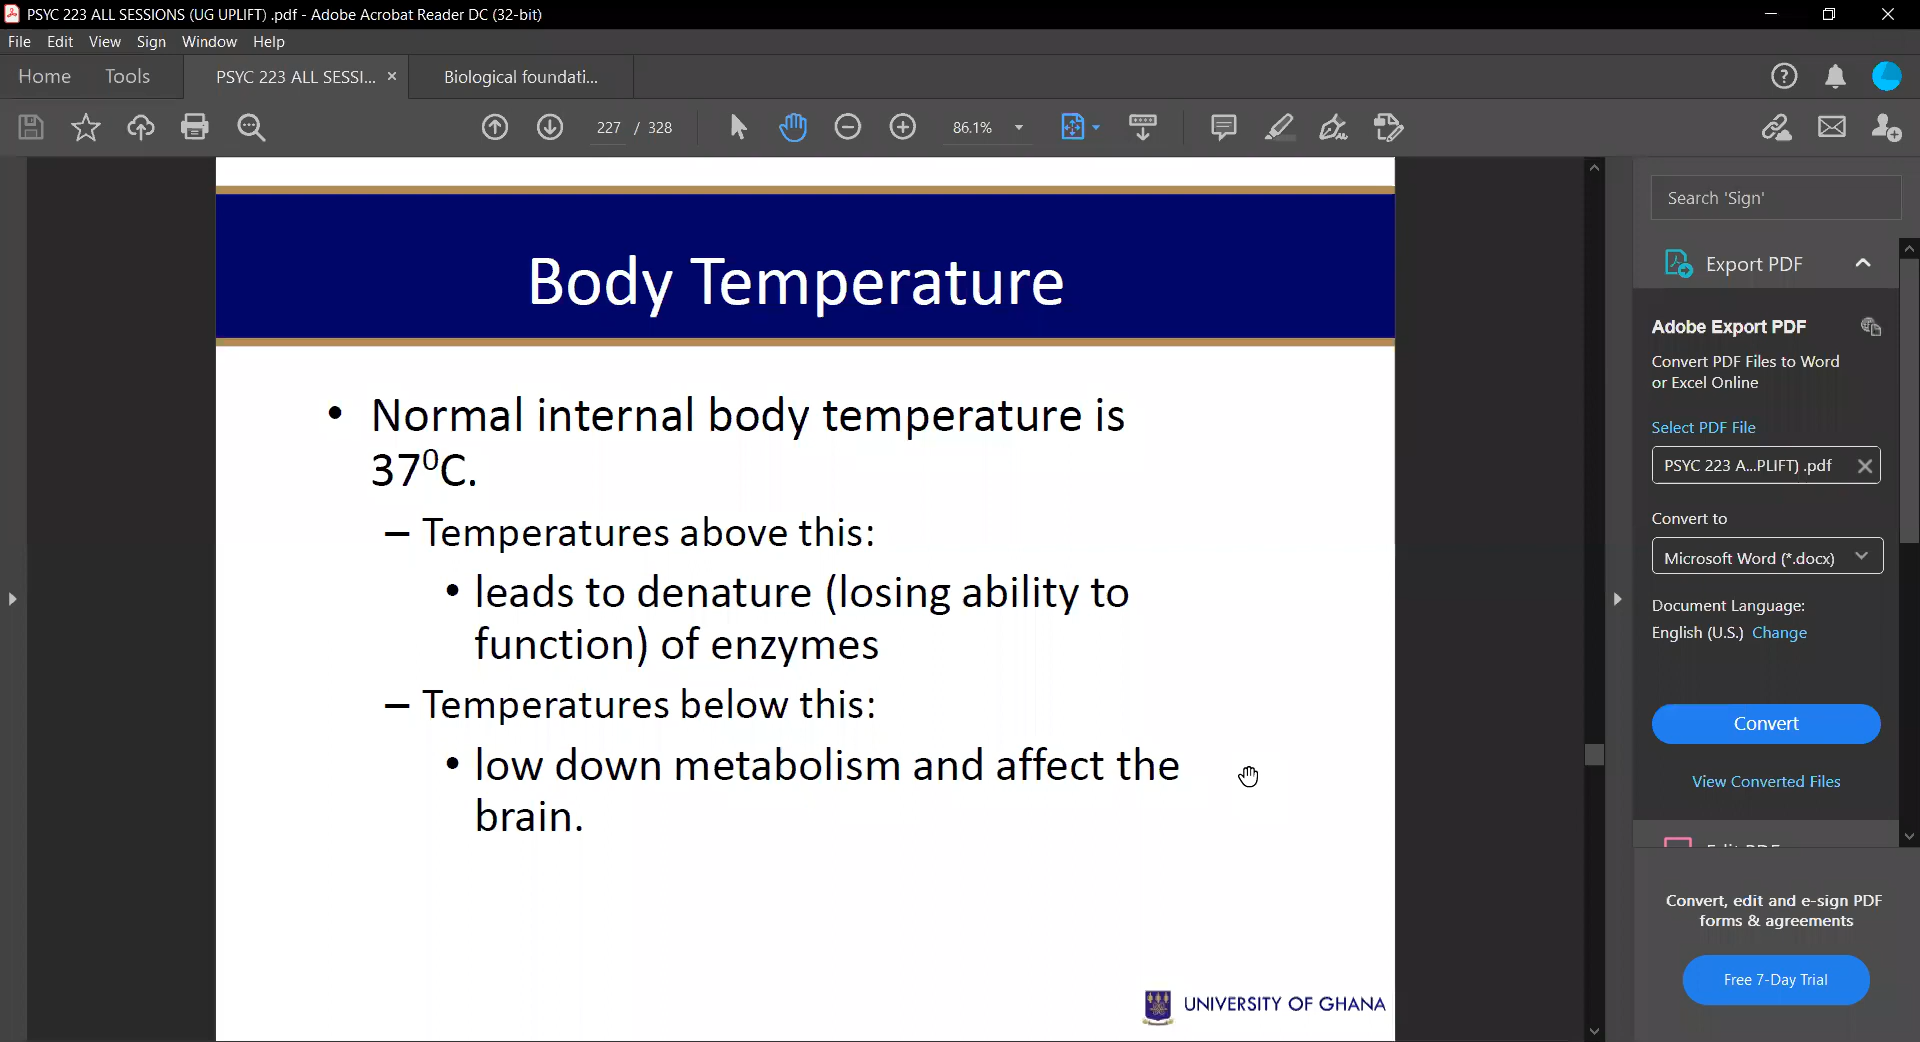 PSYC 223 ALL SESSIONS (UG UPLIFT) .pdf - Adobe Acrobat Reader DC (32-bit)
File Edit View Sign Window Help
Home Tools PSYC 223 ALL SESSI... × Biological foundati...
227 / 328 86.1%
Body Temperature
• Normal internal body temperature is
37⁰C.
– Temperatures above this:
• leads to denature (losing ability to
function) of enzymes
– Temperatures below this:
• low down metabolism and affect the
brain.
UNIVERSITY OF GHANA
Search 'Sign'
Export PDF
Adobe Export PDF
Convert PDF Files to Word
or Excel Online
Select PDF File
PSYC 223 A...PLIFT) .pdf
Convert to
Microsoft Word (*.docx)
Document Language:
English (U.S.) Change
Convert
View Converted Files
Convert, edit and e-sign PDF
forms & agreements
Free 7-Day Trial